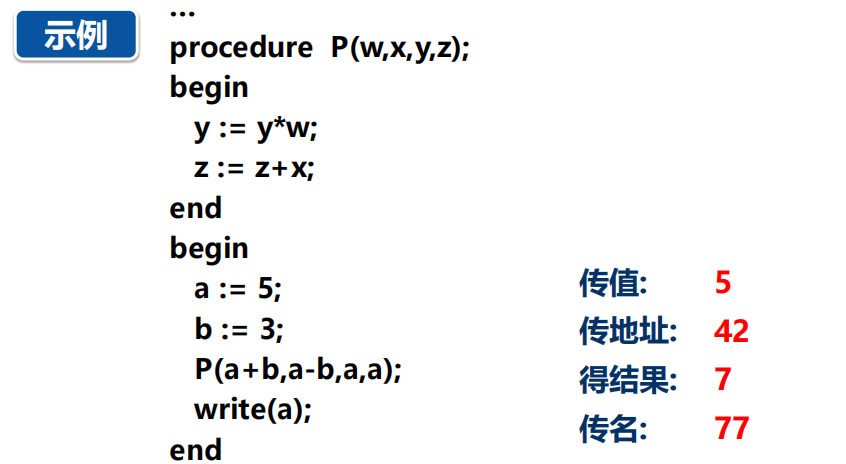 示例
...
procedure P(w,x,y,z);
begin
y := y*w;
z := z+x;
end
begin
a := 5;
b := 3;
P(a+b,a-b,a,a);
write(a);
end
传值: 5
传地址: 42
得结果: 7
传名: 77